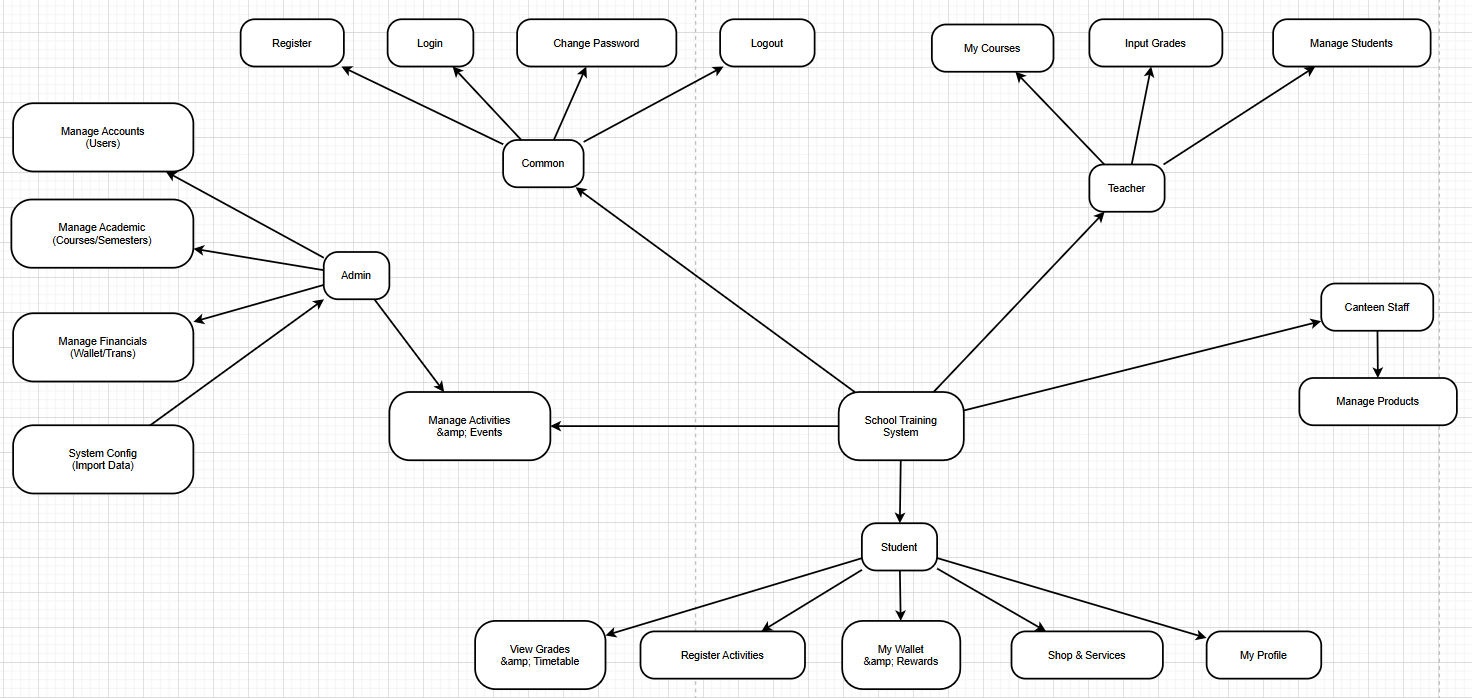 Register
Login
Change Password
Logout
My Courses
Input Grades
Manage Students
Manage Accounts
(Users)
Common
Teacher
Manage Academic
(Courses/Semesters)
Admin
Canteen Staff
Manage Financials
(Wallet/Trans)
Manage Products
Manage Activities
&amp; Events
School Training
System
System Config
(Import Data)
Student
View Grades
&amp; Timetable
Register Activities
My Wallet
&amp; Rewards
Shop & Services
My Profile